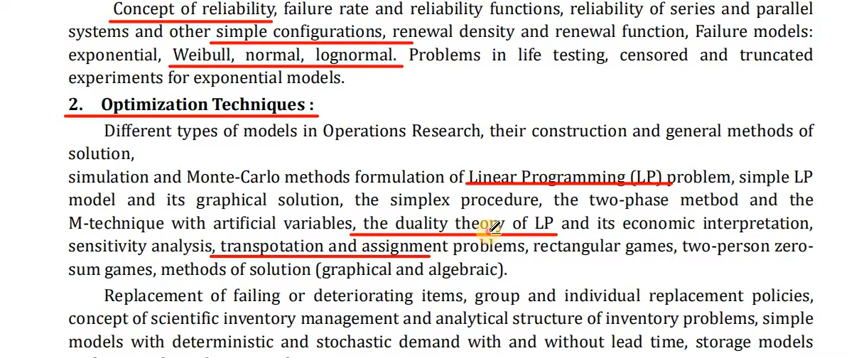 Concept of reliability, failure rate and reliability functions, reliability of series and parallel
systems and other simple configurations, renewal density and renewal function, Failure models:
exponential, Weibull, normal, lognormal. Problems in life testing, censored and truncated
experiments for exponential models.
2. Optimization Techniques :
Different types of models in Operations Research, their construction and general methods of
solution,
simulation and Monte-Carlo methods formulation of Linear Programming (LP) problem, simple LP
model and its graphical solution, the simplex procedure, the two-phase metbod and the
M-technique with artificial variables, the duality theory of LP and its economic interpretation,
sensitivity analysis, transpotation and assignment problems, rectangular games, two-person zero-
sum games, methods of solution (graphical and algebraic).
Replacement of failing or deteriorating items, group and individual replacement policies,
concept of scientific inventory management and analytical structure of inventory problems, simple
models with deterministic and stochastic demand with and without lead time, storage models